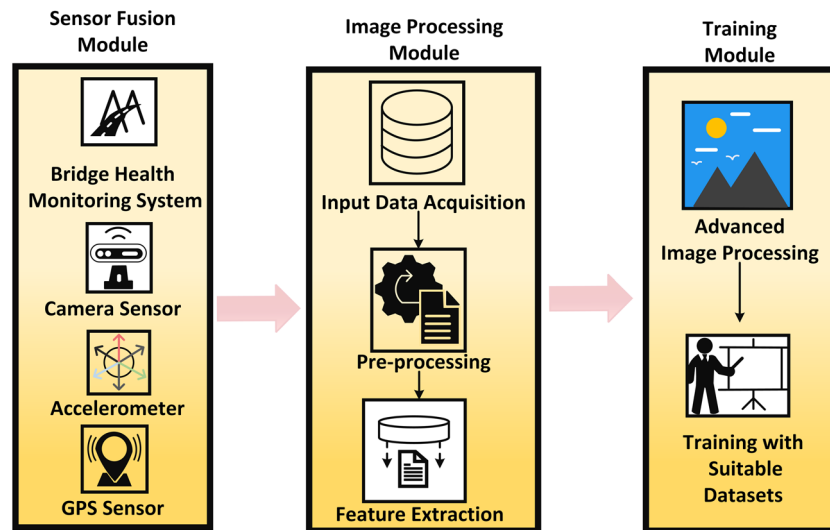 Sensor Fusion
Module
Bridge Health
Monitoring System
Camera Sensor
Accelerometer
GPS Sensor
Image Processing
Module
Input Data Acquisition
Pre-processing
Feature Extraction
Training
Module
Advanced
Image Processing
Training with
Suitable
Datasets